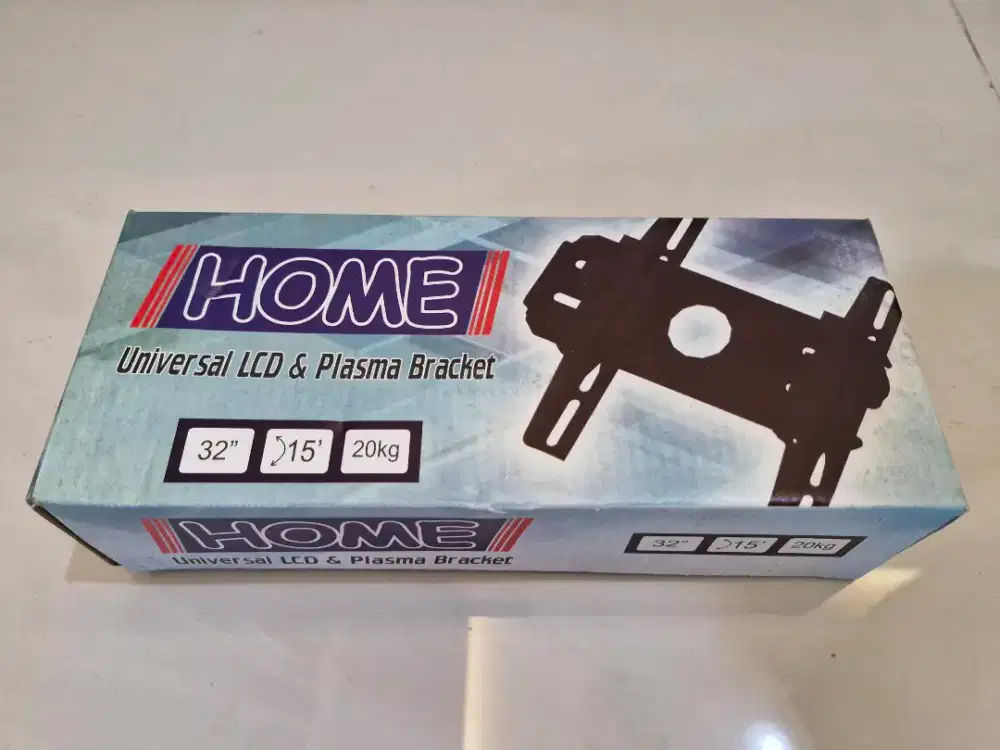 HOME
Universal LCD & Plasma Bracket
32" 15' 20kg
HOME
Universal LCD & Plasma Bracket
32" 15' 20kg